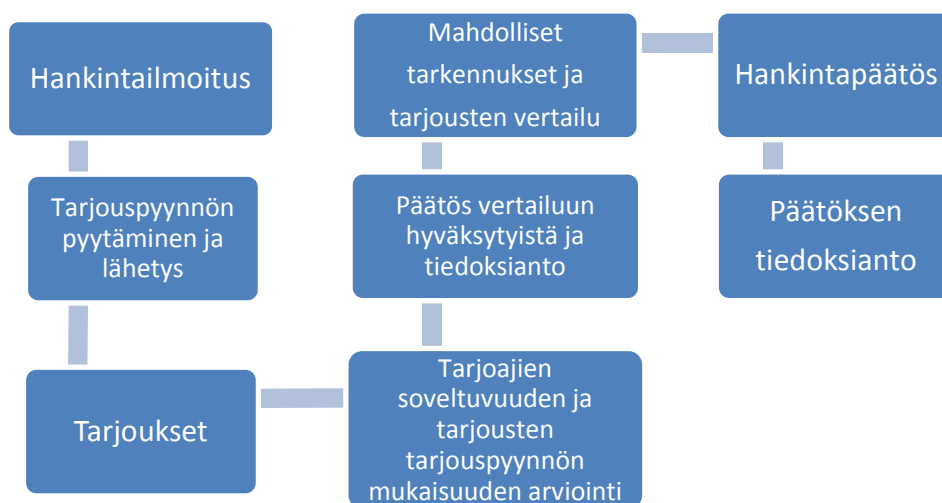 Hankintailmoitus
Tarjouspyynnön
pyytäminen ja
lähetys
Tarjoukset
Tarjoajien
soveltuvuuden ja
tarjousten
tarjouspyynnön
mukaisuuden arviointi
Päätös vertailuun
hyväksytyistä ja
tiedoksianto
Mahdolliset
tarkennukset ja
tarjousten vertailu
Hankintapäätös
Päätöksen
tiedoksianto